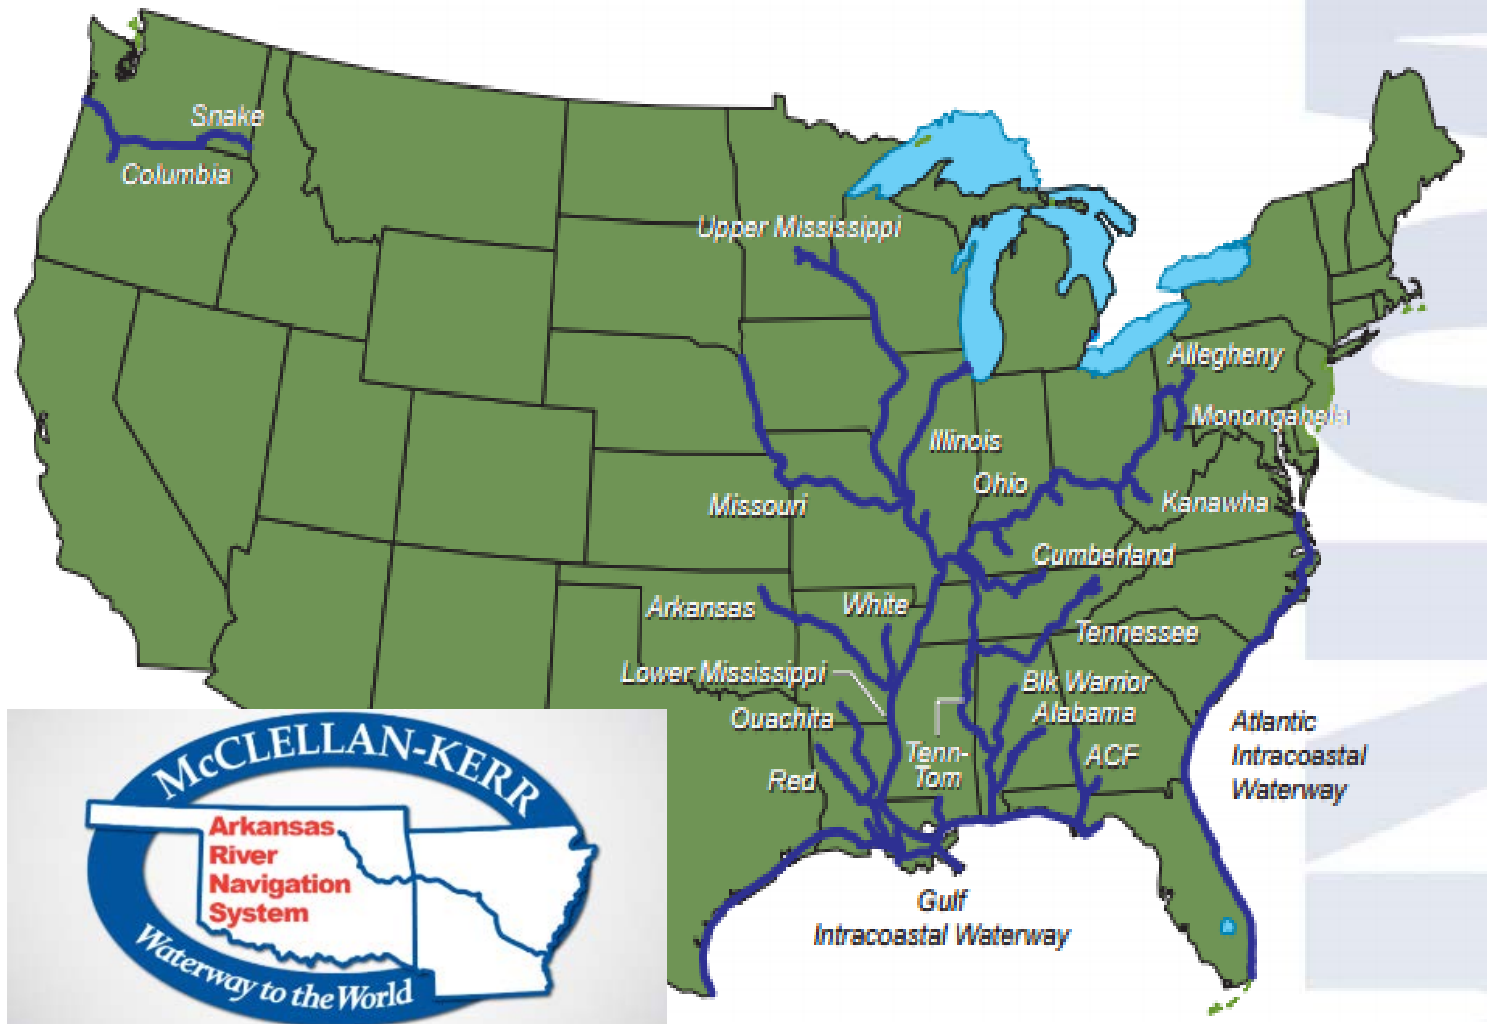 Snake
Columbia
Upper Mississippi
Allegheny
Monongahela
Illinois
Ohio
Missouri
Kanawha
Cumberland
Arkansas
White
Tennessee
Lower Mississippi
Blk Warrior
Ouachita
Alabama
Tenn-
Tom
ACF
Red
Atlantic
Intracoastal
Waterway
Gulf
Intracoastal Waterway
McCLELLAN-KERR
Arkansas
River
Navigation
System
Waterway to the World